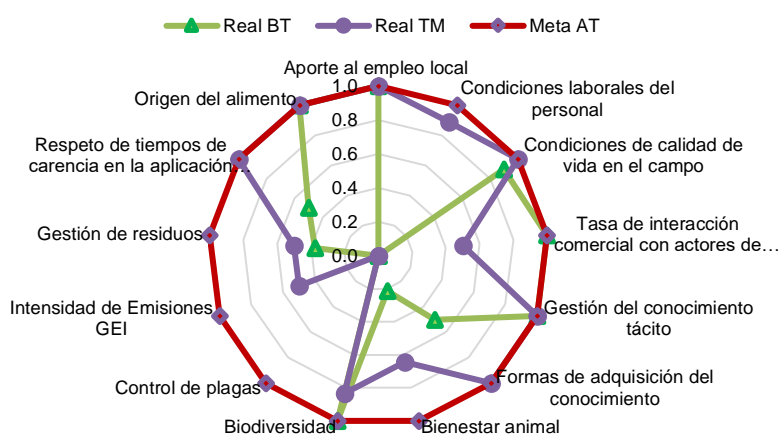 Real BT
Real TM
Meta AT
Aporte al empleo local
Condiciones laborales del
personal
Condiciones de calidad de
vida en el campo
Tasa de interacción
comercial con actores de…
Gestión del conocimiento
tácito
Formas de adquisición del
conocimiento
Bienestar animal
Biodiversidad
Control de plagas
Intensidad de Emisiones
GEI
Gestión de residuos
Respeto de tiempos de
carencia en la aplicación…
Origen del alimento
1.0
0.8
0.6
0.4
0.2
0.0